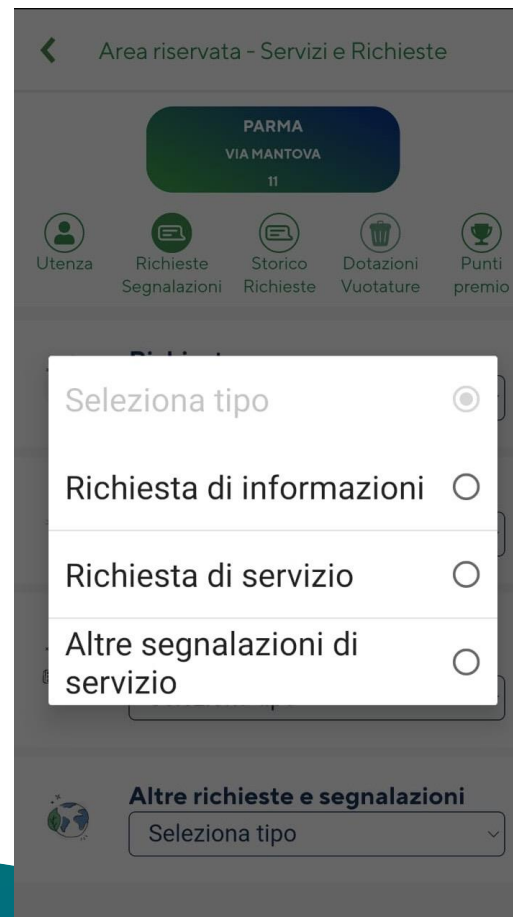 Area riservata - Servizi e Richieste
PARMA
VIA MANTOVA
11
Utenza
Richieste
Segnalazioni
Storico
Richieste
Dotazioni
Vuotature
Punti
premio
Seleziona tipo
Richiesta di informazioni
Richiesta di servizio
Altre segnalazioni di
servizio
Altre richieste e segnalazioni
Seleziona tipo